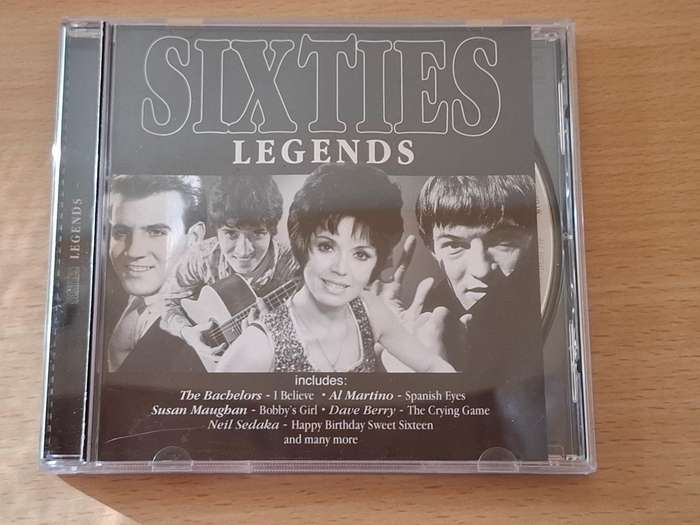 SIXTIES
LEGENDS
includes:
The Bachelors - I Believe • Al Martino - Spanish Eyes
Susan Maughan - Bobby's Girl • Dave Berry - The Crying Game
Neil Sedaka - Happy Birthday Sweet Sixteen
and many more
SIXTIES LEGENDS